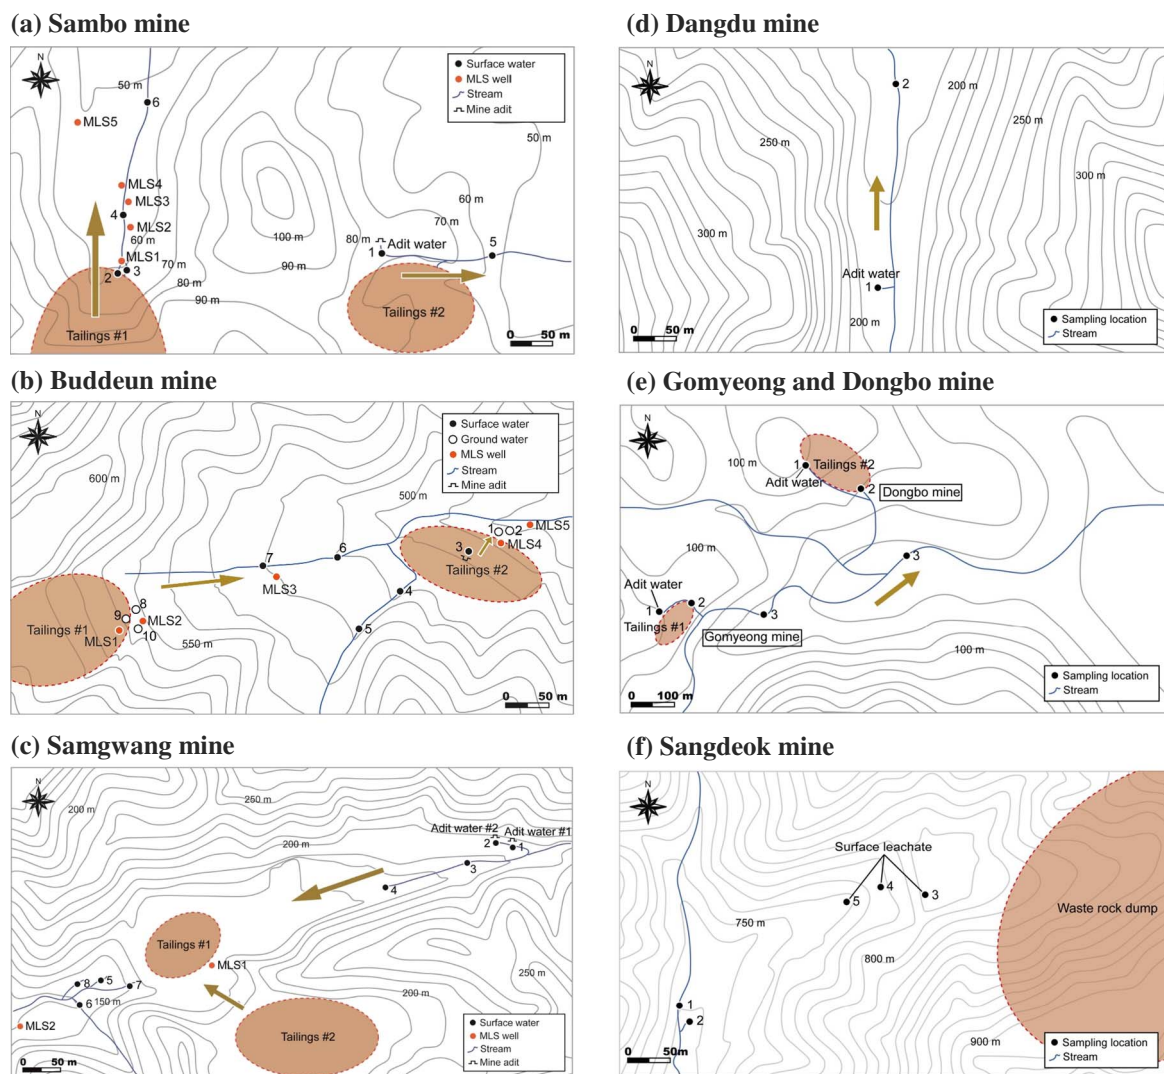 (a) Sambo mine
N
50 m
6
MLS5
MLS4
MLS3
4
MLS2
60 m
MLS1
2
3
70 m
80 m
90 m
Tailings #1
100 m
90 m
80 m
Adit water
1
70 m
60 m
50 m
5
Tailings #2
Surface water
MLS well
Stream
Mine adit
0 50 m
(b) Buddeun mine
N
600 m
500 m
Surface water
Ground water
MLS well
Stream
Mine adit
1
2
MLS5
MLS4
3
Tailings #2
7
6
MLS3
4
5
8
9
MLS2
10
MLS1
Tailings #1
550 m
0 50 m
(c) Samgwang mine
N
200 m
250 m
200 m
Adit water #2
Adit water #1
2
1
3
4
Tailings #1
MLS1
8
5
7
6
150 m
MLS2
Tailings #2
200 m
250 m
Surface water
MLS well
Stream
Mine adit
0 50 m
(d) Dangdu mine
N
2
200 m
250 m
250 m
300 m
300 m
Adit water
1
200 m
Sampling location
Stream
0 50 m
(e) Gomyeong and Dongbo mine
N
100 m
1
Tailings #2
Adit water
2
Dongbo mine
100 m
3
Adit water
1
2
Tailings #1
3
Gomyeong mine
100 m
Sampling location
Stream
0 100 m
(f) Sangdeok mine
N
Surface leachate
5
4
3
Waste rock dump
750 m
800 m
900 m
1
2
Sampling location
Stream
0 50m